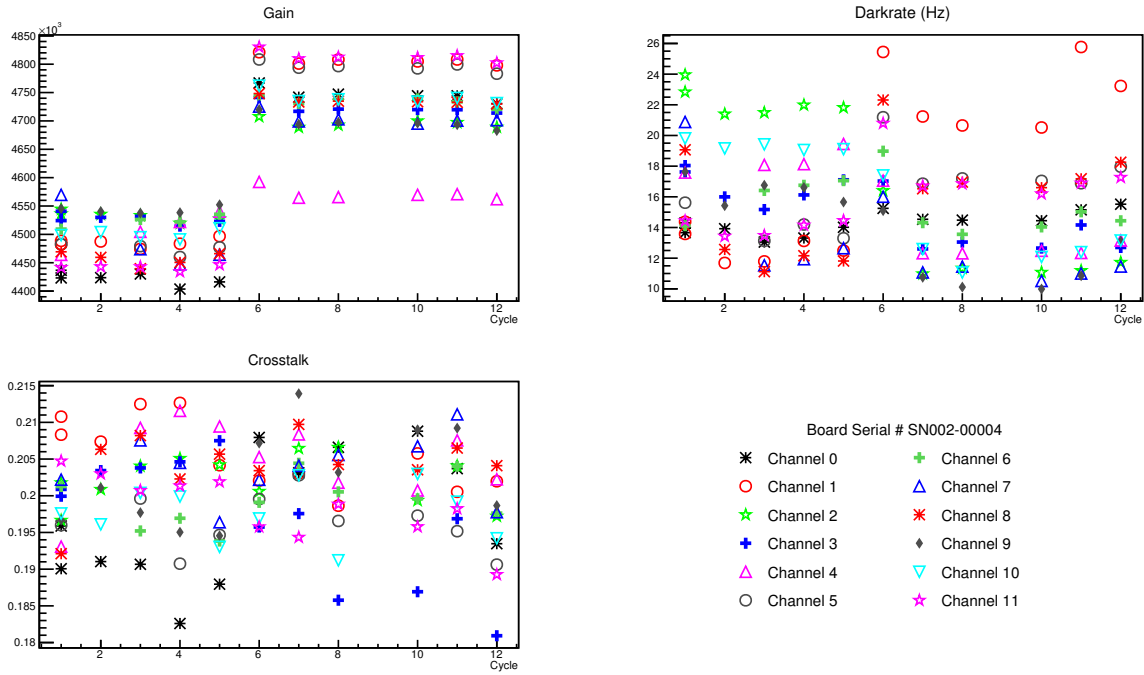 Gain
×10³
4850
4800
4750
4700
4650
4600
4550
4500
4450
4400
2 4 6 8 10 12
Cycle
Darkrate (Hz)
26
24
22
20
18
16
14
12
10
2 4 6 8 10 12
Cycle
Crosstalk
0.215
0.21
0.205
0.2
0.195
0.19
0.185
0.18
2 4 6 8 10 12
Cycle
Board Serial # SN002-00004
Channel 0 Channel 6
Channel 1 Channel 7
Channel 2 Channel 8
Channel 3 Channel 9
Channel 4 Channel 10
Channel 5 Channel 11